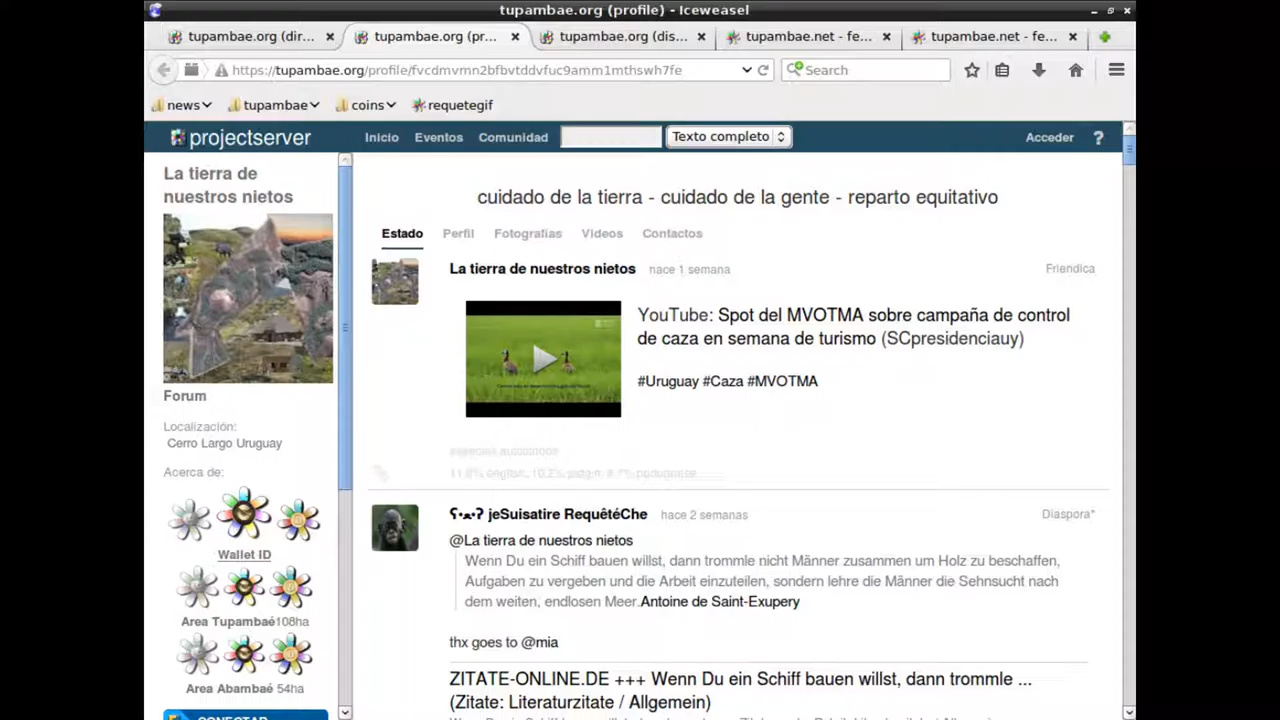 tupambae.org (profile) - Iceweasel
tupambae.org (dir...
tupambae.org (pr...
tupambae.org (dis...
tupambae.net - fe...
tupambae.net - fe...
https://tupambae.org/profile/fvcdmvmn2bfbvtddvfuc9amm1mthswh7fe
Search
news
tupambae
coins
requetegif
projectserver
Inicio
Eventos
Comunidad
Texto completo
Acceder
?
La tierra de
nuestros nietos
Forum
Localización:
Cerro Largo Uruguay
Acerca de:
Wallet ID
Area Tupambaé108ha
Area Abambaé 54ha
CONECTAR
cuidado de la tierra - cuidado de la gente - reparto equitativo
Estado
Perfil
Fotografías
Videos
Contactos
La tierra de nuestros nietos hace 1 semana
Friendica
YouTube: Spot del MVOTMA sobre campaña de control
de caza en semana de turismo (SCpresidenciauy)
#Uruguay #Caza #MVOTMA
ʕ•ᴥ•ʔ jeSuisatire RequêtéChe hace 2 semanas
Diaspora*
@La tierra de nuestros nietos
Wenn Du ein Schiff bauen willst, dann trommle nicht Männer zusammen um Holz zu beschaffen,
Aufgaben zu vergeben und die Arbeit einzuteilen, sondern lehre die Männer die Sehnsucht nach
dem weiten, endlosen Meer.Antoine de Saint-Exupery
thx goes to @mia
ZITATE-ONLINE.DE +++ Wenn Du ein Schiff bauen willst, dann trommle ...
(Zitate: Literaturzitate / Allgemein)